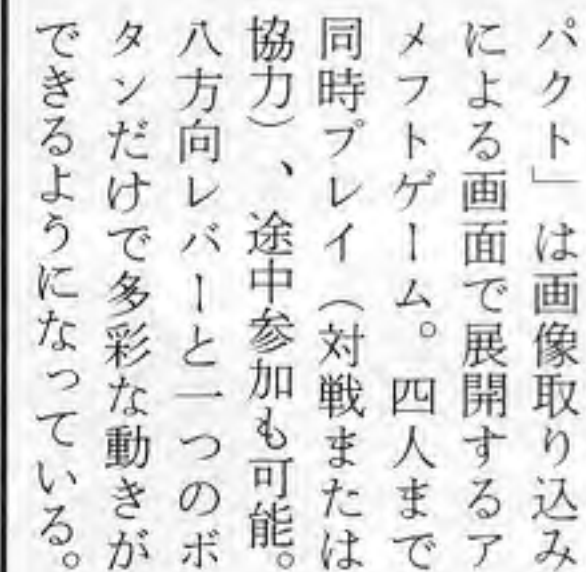 パクト」は画像取り込み
による画面で展開するア
メフトゲーム。四人まで
同時プレイ（対戦または
協力）、途中参加も可能。
八方向レバーと一つのボ
タンだけで多彩な動きが
できるようになっている。